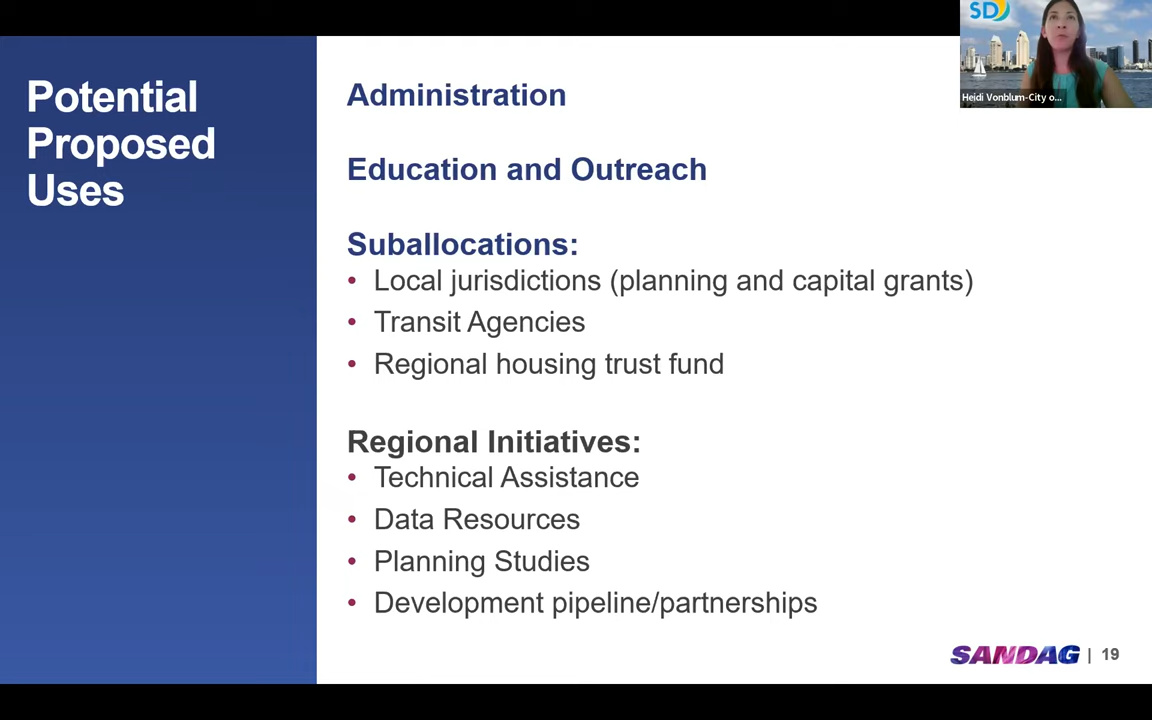 Potential
Proposed
Uses
Administration
Education and Outreach
Suballocations:
• Local jurisdictions (planning and capital grants)
• Transit Agencies
• Regional housing trust fund
Regional Initiatives:
• Technical Assistance
• Data Resources
• Planning Studies
• Development pipeline/partnerships
SANDAG | 19
SD
Heidi Vonblum-City o...